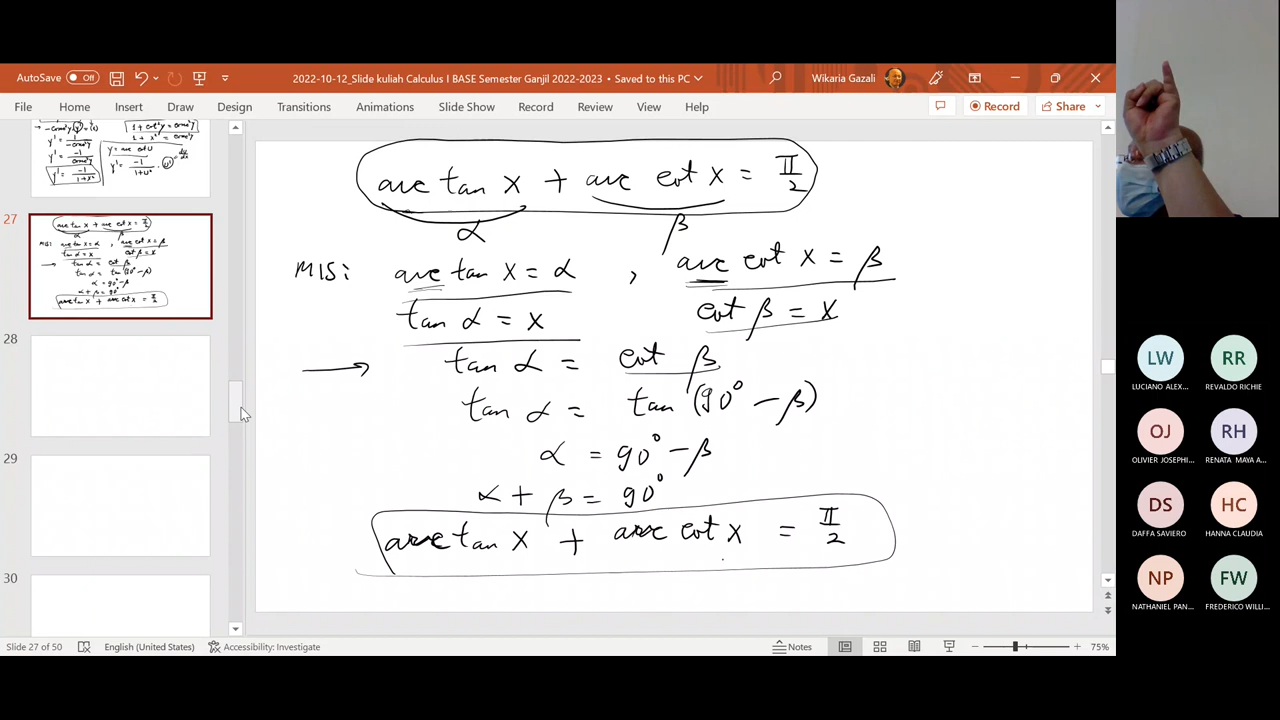 AutoSave Off
2022-10-12_Slide kuliah Calculus I BASE Semester Ganjil 2022-2023 • Saved to this PC
Wikaria Gazali
File Home Insert Draw Design Transitions Animations Slide Show Record Review View Help
Record
Share
27
28
29
30
arc tan x + arc cot x = π/2
α β
MIS: arc tan x = α , arc cot x = β
tan α = x cot β = x
→ tan α = cot β
tan α = tan (90° − β)
α = 90° − β
α + β = 90°
arc tan x + arc cot x = π/2
LW
LUCIANO ALEX...
RR
REVALDO RICHIE
OJ
OLIVIER JOSEPHI...
RH
RENATA MAYA A...
DS
DAFFA SAVIERO
HC
HANNA CLAUDIA
NP
NATHANIEL PAN...
FW
FREDERICO WILLI...
Slide 27 of 50
English (United States)
Accessibility: Investigate
Notes
75%